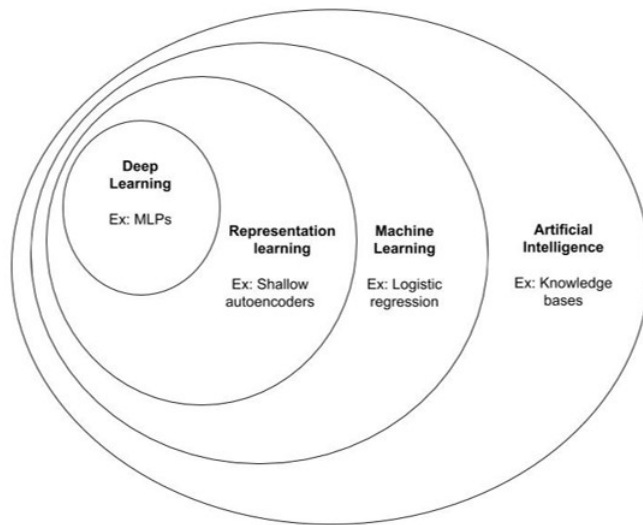 Deep
Learning
Ex: MLPs
Representation
learning
Ex: Shallow
autoencoders
Machine
Learning
Ex: Logistic
regression
Artificial
Intelligence
Ex: Knowledge
bases